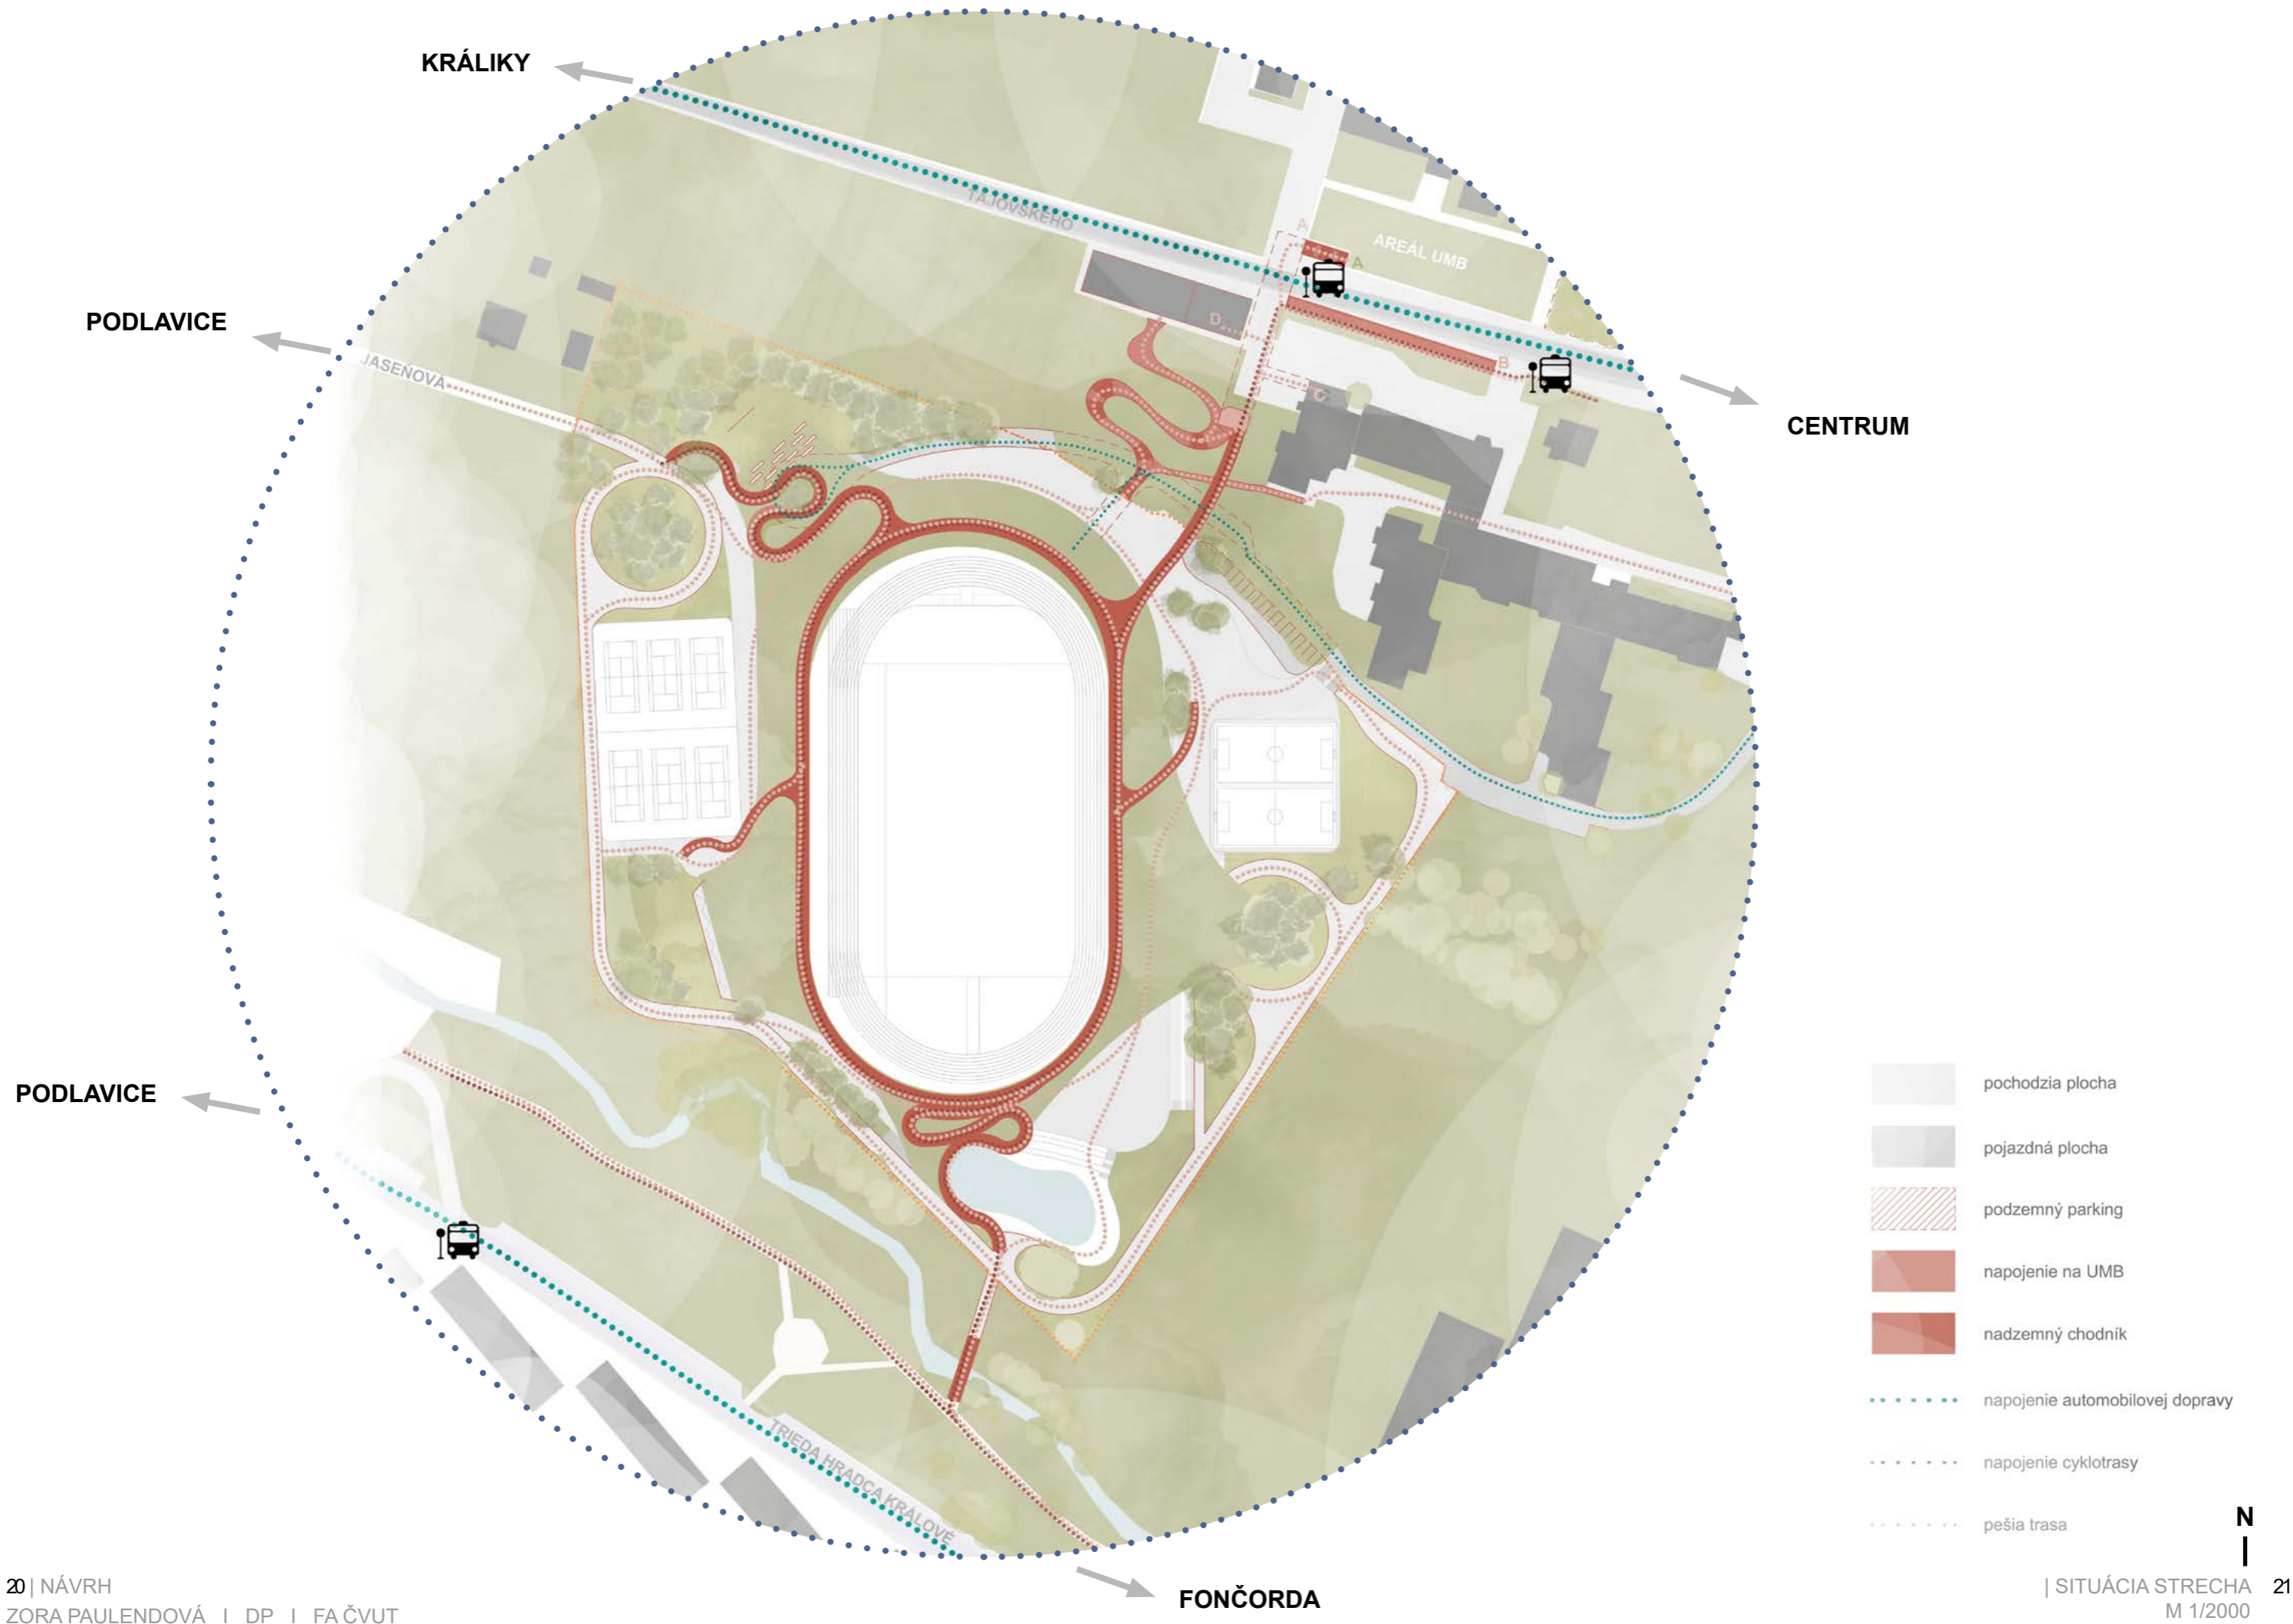 KRÁLIKY
TAJOVSKÉHO
A
A
AREÁL UMB
PODLAVICE
JASEŇOVÁ
D
B
C
CENTRUM
PODLAVICE
pochodzia plocha
pojazdná plocha
podzemný parking
napojenie na UMB
nadzemný chodník
napojenie automobilovej dopravy
napojenie cyklotrasy
pešia trasa
TRIEDA HRADCA KRÁLOVÉ
N
FONČORDA
20 | NÁVRH
ZORA PAULENDOVÁ I DP I FA ČVUT
| SITUÁCIA STRECHA 21
M 1/2000